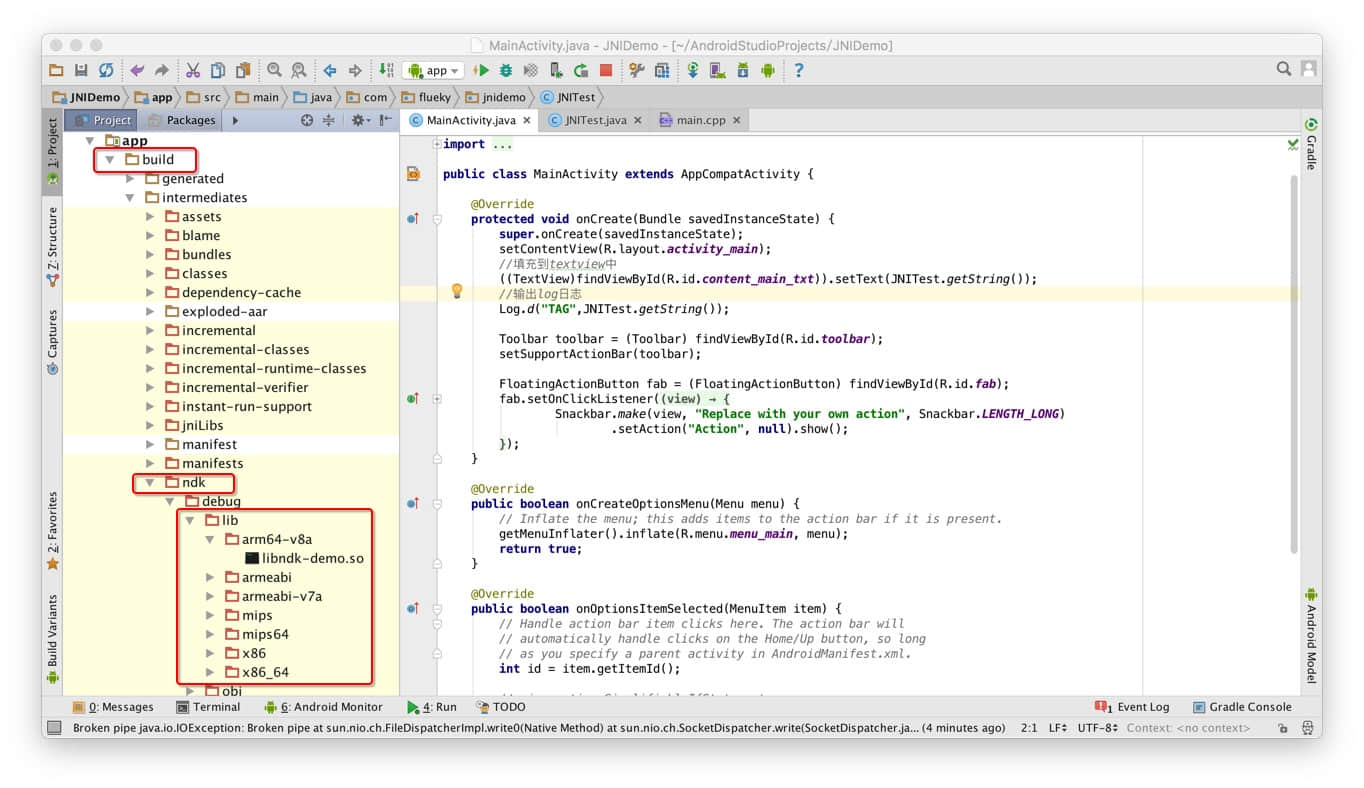 MainActivity.java - JNIDemo - [~/AndroidStudioProjects/JNIDemo]
app
JNIDemo app src main java com flueky jnidemo JNITest
Project Packages
MainActivity.java JNITest.java main.cpp
1: Project
Z: Structure
Captures
2: Favorites
Build Variants
app
build
generated
intermediates
assets
blame
bundles
classes
dependency-cache
exploded-aar
incremental
incremental-classes
incremental-runtime-classes
incremental-verifier
instant-run-support
jniLibs
manifest
manifests
ndk
debug
lib
arm64-v8a
libndk-demo.so
armeabi
armeabi-v7a
mips
mips64
x86
x86_64
obj
import ...
public class MainActivity extends AppCompatActivity {
@Override
protected void onCreate(Bundle savedInstanceState) {
super.onCreate(savedInstanceState);
setContentView(R.layout.activity_main);
//填充到textview中
((TextView)findViewById(R.id.content_main_txt)).setText(JNITest.getString());
//输出log日志
Log.d("TAG",JNITest.getString());
Toolbar toolbar = (Toolbar) findViewById(R.id.toolbar);
setSupportActionBar(toolbar);
FloatingActionButton fab = (FloatingActionButton) findViewById(R.id.fab);
fab.setOnClickListener((view) → {
Snackbar.make(view, "Replace with your own action", Snackbar.LENGTH_LONG)
.setAction("Action", null).show();
});
}
@Override
public boolean onCreateOptionsMenu(Menu menu) {
// Inflate the menu; this adds items to the action bar if it is present.
getMenuInflater().inflate(R.menu.menu_main, menu);
return true;
}
@Override
public boolean onOptionsItemSelected(MenuItem item) {
// Handle action bar item clicks here. The action bar will
// automatically handle clicks on the Home/Up button, so long
// as you specify a parent activity in AndroidManifest.xml.
int id = item.getItemId();
Gradle
Android Model
0: Messages Terminal 6: Android Monitor 4: Run TODO 1 Event Log Gradle Console
Broken pipe java.io.IOException: Broken pipe at sun.nio.ch.FileDispatcherImpl.write0(Native Method) at sun.nio.ch.SocketDispatcher.write(SocketDispatcher.ja... (4 minutes ago) 2:1 LF UTF-8 Context: <no context>